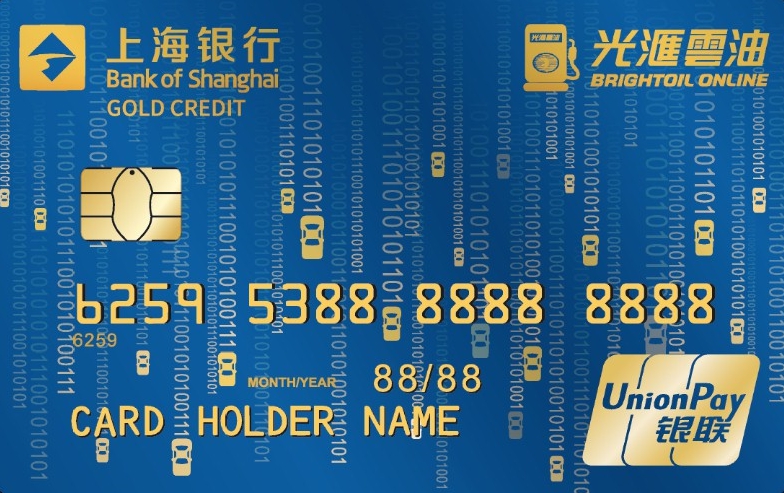 上海银行
Bank of Shanghai
GOLD CREDIT
光滙雲油
BRIGHTOIL ONLINE
6259 5388 8888 8888
6259
MONTH/YEAR 88/88
CARD HOLDER NAME
UnionPay
银联